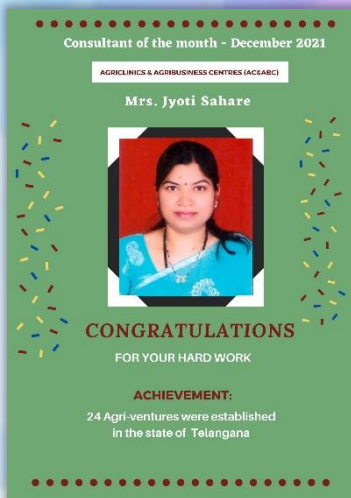 Consultant of the month - December 2021
AGRICLINICS & AGRIBUSINESS CENTRES (AC&ABC)
Mrs. Jyoti Sahare
CONGRATULATIONS
FOR YOUR HARD WORK
ACHIEVEMENT:
24 Agri-ventures were established
in the state of Telangana